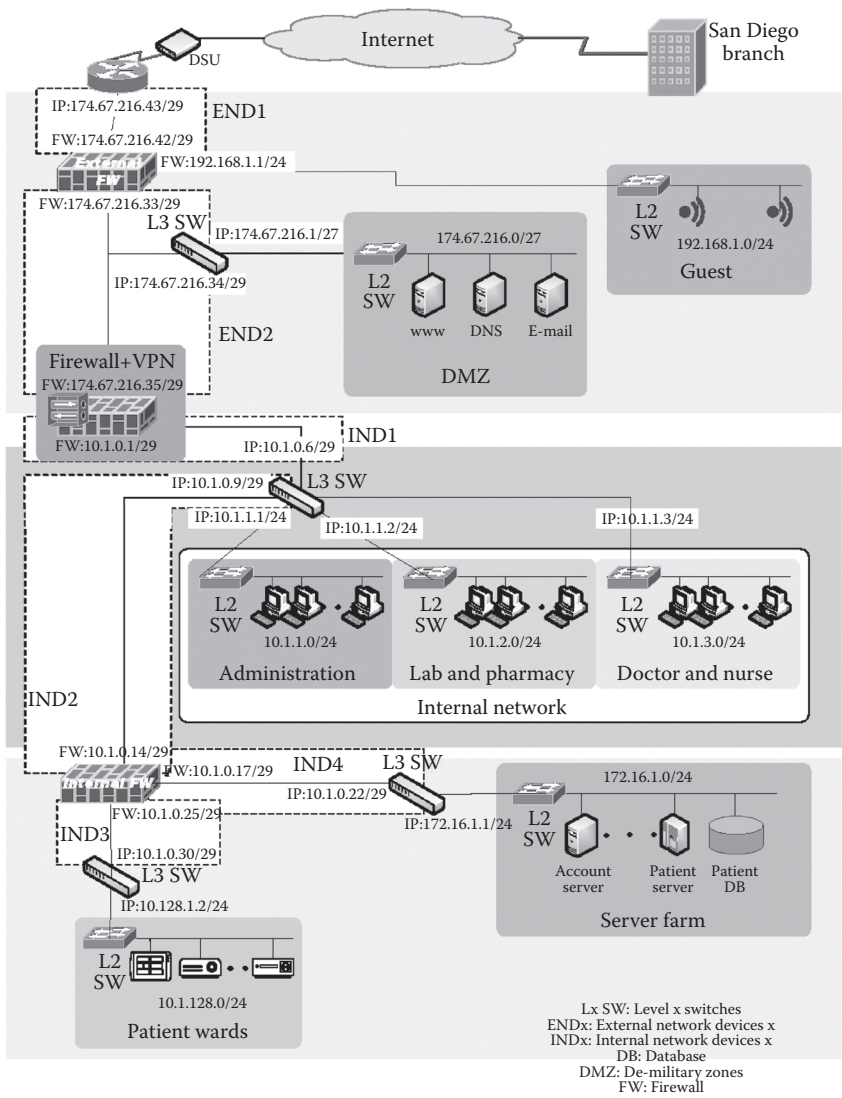 Internet
San Diego
branch
DSU
IP:174.67.216.43/29
END1
FW:174.67.216.42/29
External
FW
FW:192.168.1.1/24
FW:174.67.216.33/29
L3 SW
IP:174.67.216.1/27
IP:174.67.216.34/29
END2
L2
SW
174.67.216.0/27
www
DNS
E-mail
DMZ
L2
SW
192.168.1.0/24
Guest
Firewall+VPN
FW:174.67.216.35/29
FW:10.1.0.1/29
IND1
IP:10.1.0.6/29
IP:10.1.0.9/29
L3 SW
IP:10.1.1.1/24
IP:10.1.1.2/24
IP:10.1.1.3/24
L2
SW
10.1.1.0/24
Administration
L2
SW
10.1.2.0/24
Lab and pharmacy
L2
SW
10.1.3.0/24
Doctor and nurse
Internal network
IND2
FW:10.1.0.14/29
Internal FW
FW:10.1.0.17/29
IND4
L3 SW
IP:10.1.0.22/29
IP:172.16.1.1/24
FW:10.1.0.25/29
IND3
IP:10.1.0.30/29
L3 SW
IP:10.128.1.2/24
172.16.1.0/24
L2
SW
Account
server
Patient
server
Patient
DB
Server farm
L2
SW
10.1.128.0/24
Patient wards
Lx SW: Level x switches
ENDx: External network devices x
INDx: Internal network devices x
DB: Database
DMZ: De-military zones
FW: Firewall